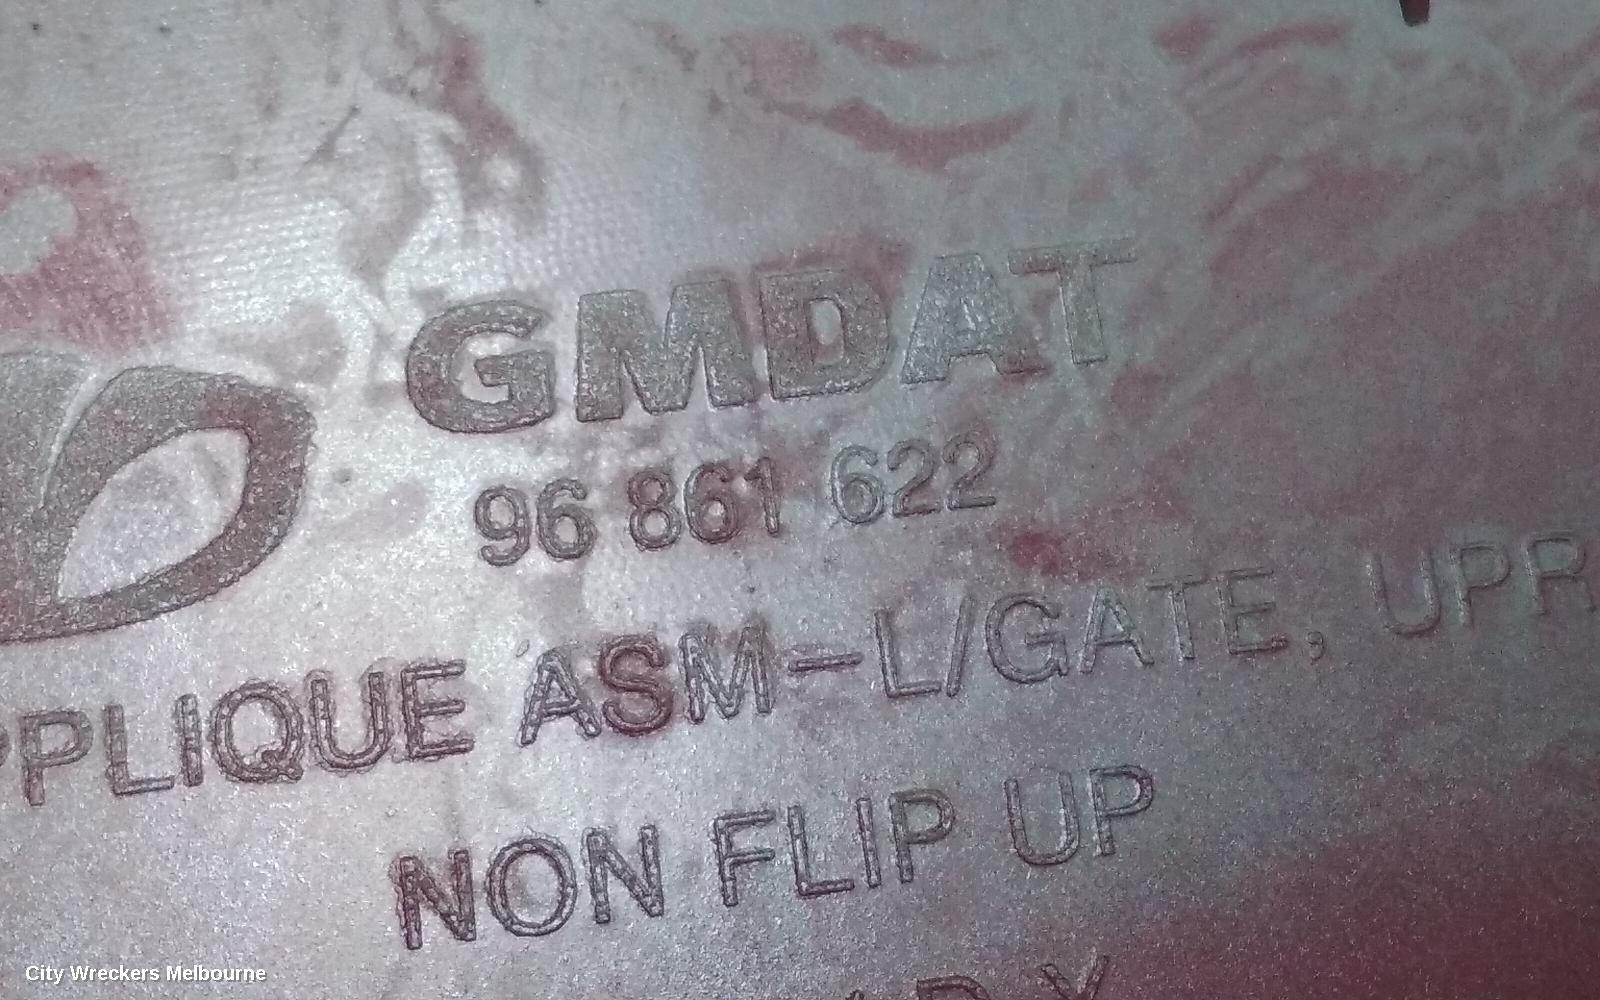 GMDAT
96 861 622
PPLIQUE ASM-L/GATE, UPR
NON FLIP UP
City Wreckers Melbourne